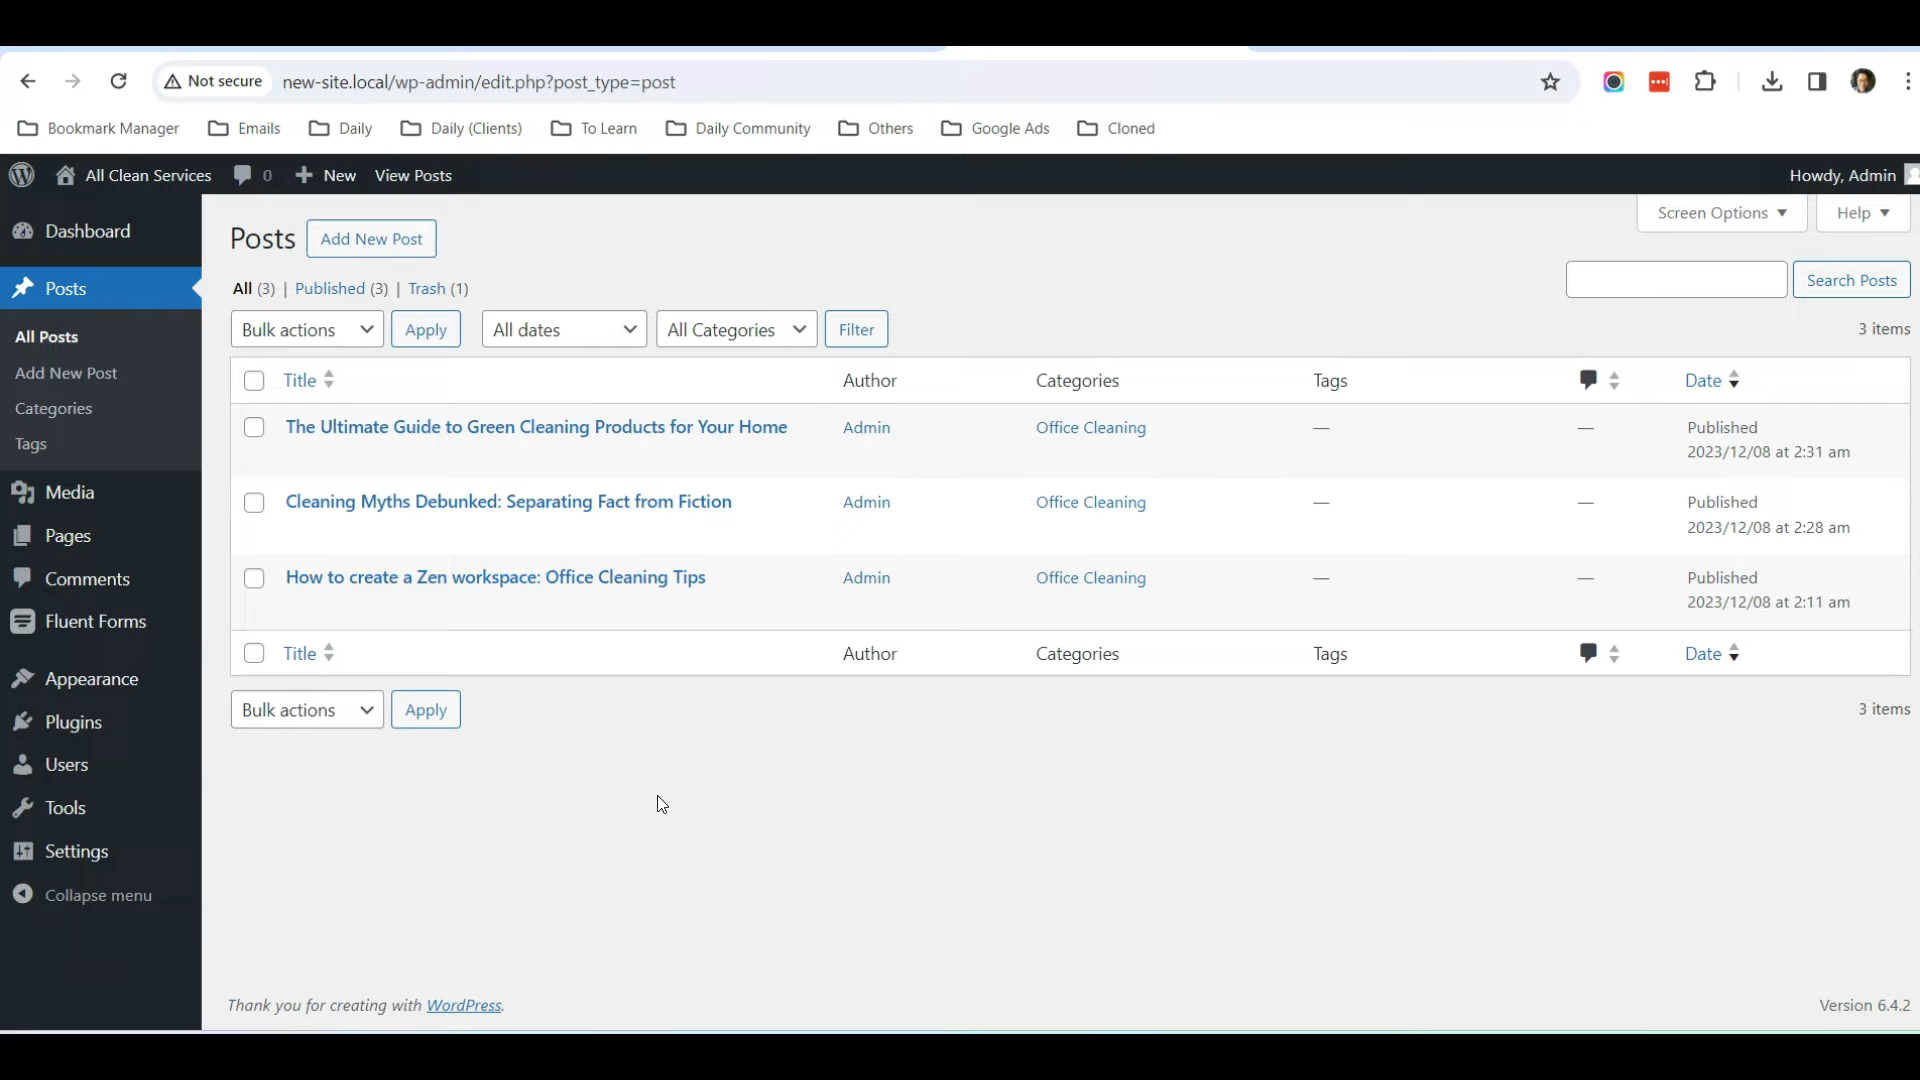 Not secure new-site.local/wp-admin/edit.php?post_type=post
Bookmark Manager Emails Daily Daily (Clients) To Learn Daily Community Others Google Ads Cloned
All Clean Services 0 New View Posts Howdy, Admin
Screen Options Help
Dashboard
Posts
All Posts
Add New Post
Categories
Tags
Media
Pages
Comments
Fluent Forms
Appearance
Plugins
Users
Tools
Settings
Collapse menu
Posts Add New Post
All (3) | Published (3) | Trash (1)
Search Posts
Bulk actions Apply All dates All Categories Filter 3 items
Title Author Categories Tags Date
The Ultimate Guide to Green Cleaning Products for Your Home Admin Office Cleaning — — Published
2023/12/08 at 2:31 am
Cleaning Myths Debunked: Separating Fact from Fiction Admin Office Cleaning — — Published
2023/12/08 at 2:28 am
How to create a Zen workspace: Office Cleaning Tips Admin Office Cleaning — — Published
2023/12/08 at 2:11 am
Title Author Categories Tags Date
Bulk actions Apply 3 items
Thank you for creating with WordPress. Version 6.4.2